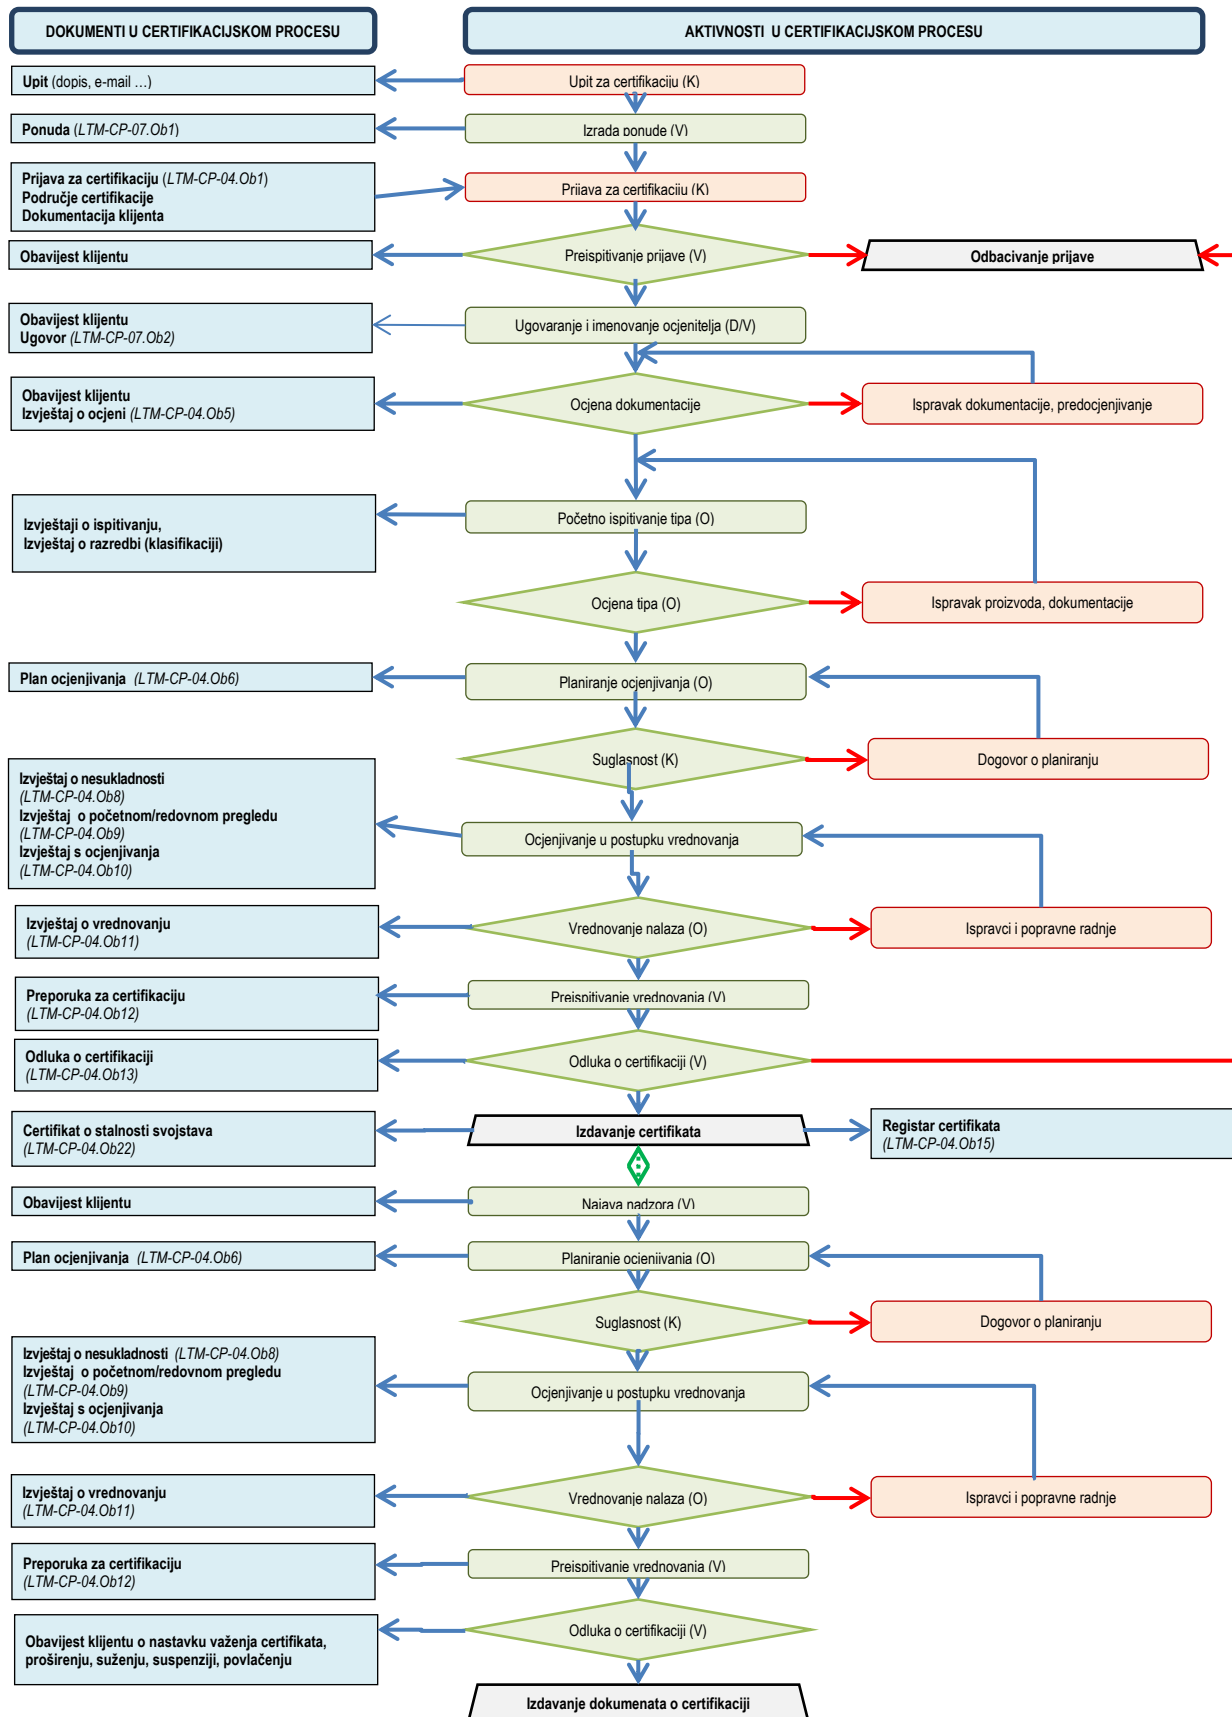 DOKUMENTI U CERTIFIKACIJSKOM PROCESU
AKTIVNOSTI U CERTIFIKACIJSKOM PROCESU
Upit (dopis, e-mail …)
Upit za certifikaciju (K)
Ponuda (LTM-CP-07.Ob1)
Izrada ponude (V)
Prijava za certifikaciju (LTM-CP-04.Ob1)
Područje certifikacije
Dokumentacija klijenta
Prijava za certifikaciju (K)
Obavijest klijentu
Preispitivanje prijave (V)
Odbacivanje prijave
Obavijest klijentu
Ugovor (LTM-CP-07.Ob2)
Ugovaranje i imenovanje ocjenitelja (D/V)
Obavijest klijentu
Izvještaj o ocjeni (LTM-CP-04.Ob5)
Ocjena dokumentacije
Ispravak dokumentacije, predocjenjivanje
Izvještaji o ispitivanju,
Izvještaj o razredbi (klasifikaciji)
Početno ispitivanje tipa (O)
Ocjena tipa (O)
Ispravak proizvoda, dokumentacije
Plan ocjenjivanja (LTM-CP-04.Ob6)
Planiranje ocjenjivanja (O)
Suglasnost (K)
Dogovor o planiranju
Izvještaj o nesukladnosti
(LTM-CP-04.Ob8)
Izvještaj o početnom/redovnom pregledu
(LTM-CP-04.Ob9)
Izvještaj s ocjenjivanja
(LTM-CP-04.Ob10)
Ocjenjivanje u postupku vrednovanja
Izvještaj o vrednovanju
(LTM-CP-04.Ob11)
Vrednovanje nalaza (O)
Ispravci i popravne radnje
Preporuka za certifikaciju
(LTM-CP-04.Ob12)
Preispitivanje vrednovanja (V)
Odluka o certifikaciji
(LTM-CP-04.Ob13)
Odluka o certifikaciji (V)
Certifikat o stalnosti svojstava
(LTM-CP-04.Ob22)
Izdavanje certifikata
Registar certifikata
(LTM-CP-04.Ob15)
Obavijest klijentu
Najava nadzora (V)
Plan ocjenjivanja (LTM-CP-04.Ob6)
Planiranje ocjenjivanja (O)
Suglasnost (K)
Dogovor o planiranju
Izvještaj o nesukladnosti (LTM-CP-04.Ob8)
Izvještaj o početnom/redovnom pregledu
(LTM-CP-04.Ob9)
Izvještaj s ocjenjivanja
(LTM-CP-04.Ob10)
Ocjenjivanje u postupku vrednovanja
Izvještaj o vrednovanju
(LTM-CP-04.Ob11)
Vrednovanje nalaza (O)
Ispravci i popravne radnje
Preporuka za certifikaciju
(LTM-CP-04.Ob12)
Preispitivanje vrednovanja (V)
Obavijest klijentu o nastavku važenja certifikata,
proširenju, suženju, suspenziji, povlačenju
Odluka o certifikaciji (V)
Izdavanje dokumenata o certifikaciji